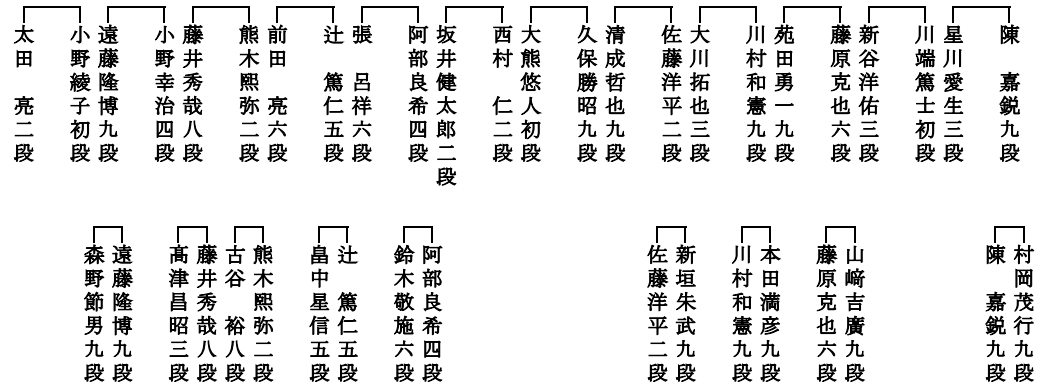 陳　嘉鋭九段
星川愛生三段
川端篤士初段
新谷洋佑三段
藤原克也六段
苑田勇一九段
川村和憲九段
大川拓也三段
佐藤洋平二段
清成哲也九段
久保勝昭九段
大熊悠人初段
西村　仁二段
坂井健太郎二段
阿部良希四段
張　呂祥六段
辻　篤仁五段
前田　亮六段
熊木熙弥二段
藤井秀哉八段
小野幸治四段
遠藤隆博九段
小野綾子初段
太田　亮二段
村岡茂行九段
陳　嘉鋭九段
山﨑吉廣九段
藤原克也六段
本田満彦九段
川村和憲九段
新垣朱武九段
佐藤洋平二段
阿部良希四段
鈴木敬施六段
辻　篤仁五段
畠中星信五段
熊木熙弥二段
古谷　裕八段
藤井秀哉八段
髙津昌昭三段
遠藤隆博九段
森野節男九段